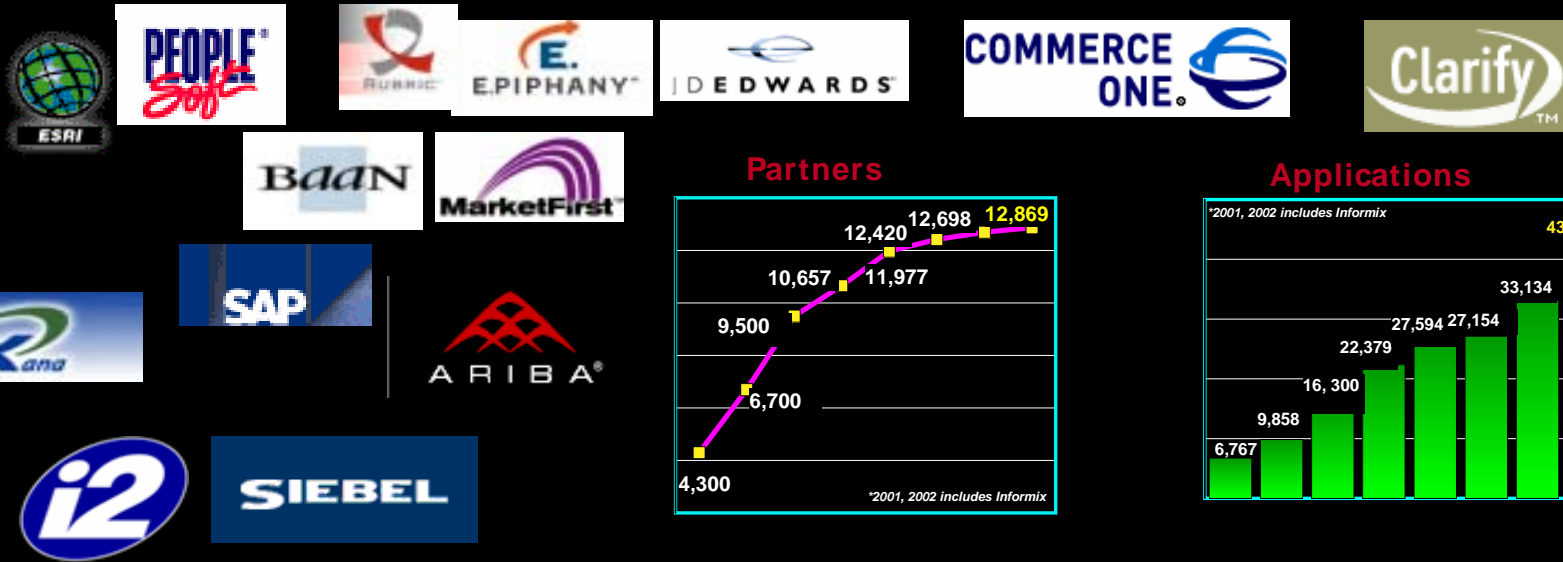 ESRI
PEOPLE
Soft
RUBRIC
E.
E.PIPHANY
JDEDWARDS
COMMERCE
ONE
Clarify
TM
BaaN
MarketFirst
SAP
ARIBA
i2
SIEBEL
Partners
12,869
12,698
12,420
11,977
10,657
9,500
6,700
4,300
*2001, 2002 includes Informix
Applications
*2001, 2002 includes Informix
43
33,134
27,594 27,154
22,379
16, 300
9,858
6,767